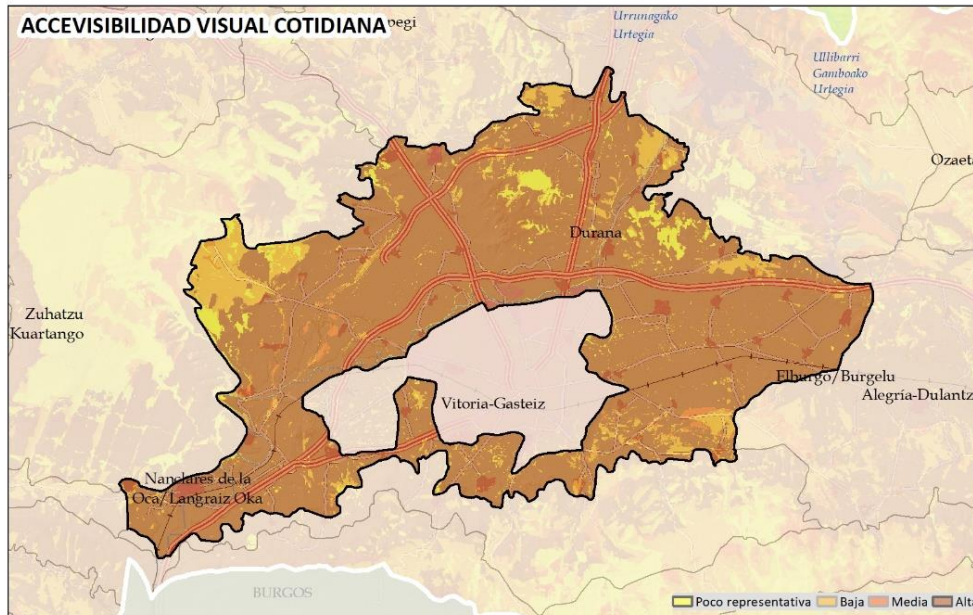 ACCEVISIBILIDAD VISUAL COTIDIANA
Urrunagako
Urtegia
Ullibarri
Gamboako
Urtegia
Ozaeta
Durana
Zuhatzu
Kuartango
Elburgo/Burgelu
Alegría-Dulantz
Vitoria-Gasteiz
Nanclares de la
Oca/Langraiz Oka
BURGOS
Poco representativa Baja Media Alta